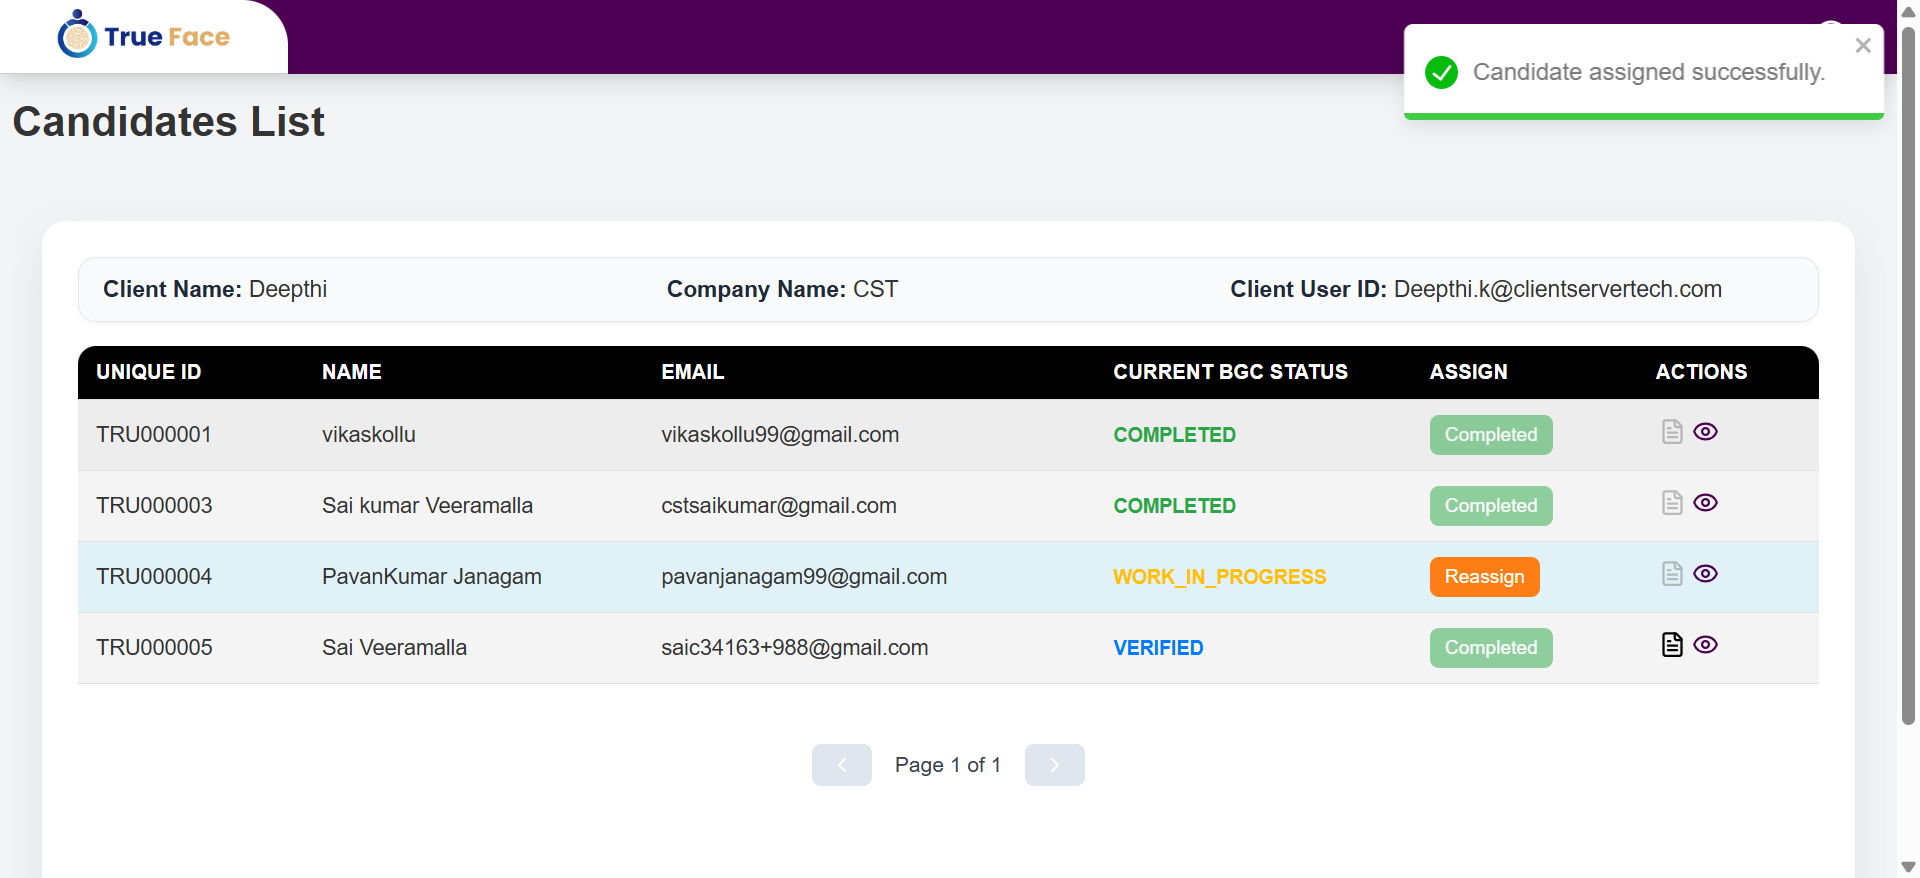 True Face
Candidate assigned successfully.
Candidates List
Client Name: Deepthi Company Name: CST Client User ID: Deepthi.k@clientservertech.com
UNIQUE ID NAME EMAIL CURRENT BGC STATUS ASSIGN ACTIONS
TRU000001 vikaskollu vikaskollu99@gmail.com COMPLETED Completed
TRU000003 Sai kumar Veeramalla cstsaikumar@gmail.com COMPLETED Completed
TRU000004 PavanKumar Janagam pavanjanagam99@gmail.com WORK_IN_PROGRESS Reassign
TRU000005 Sai Veeramalla saic34163+988@gmail.com VERIFIED Completed
Page 1 of 1